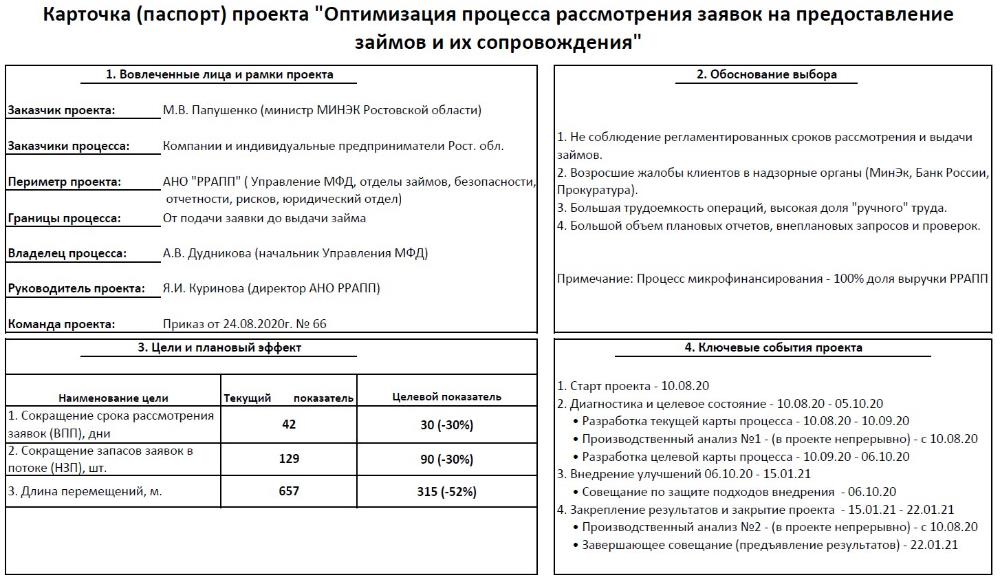 Карточка (паспорт) проекта "Оптимизация процесса рассмотрения заявок на предоставление
займов и их сопровождения"
1. Вовлеченные лица и рамки проекта
Заказчик проекта: М.В. Папушенко (министр МИНЭК Ростовской области)
Заказчики процесса: Компании и индивидуальные предприниматели Рост. обл.
Периметр проекта: АНО "РРАПП" ( Управление МФД, отделы займов, безопасности,
отчетности, рисков, юридический отдел)
Границы процесса: От подачи заявки до выдачи займа
Владелец процесса: А.В. Дудникова (начальник Управления МФД)
Руководитель проекта: Я.И. Куринова (директор АНО РРАПП)
Команда проекта: Приказ от 24.08.2020г. № 66
2. Обоснование выбора
1. Не соблюдение регламентированных сроков рассмотрения и выдачи
займов.
2. Возросшие жалобы клиентов в надзорные органы (МинЭк, Банк России,
Прокуратура).
3. Большая трудоемкость операций, высокая доля "ручного" труда.
4. Большой объем плановых отчетов, внеплановых запросов и проверок.
Примечание: Процесс микрофинансирования - 100% доля выручки РРАПП
3. Цели и плановый эффект
Наименование цели Текущий показатель Целевой показатель
1. Сокращение срока рассмотрения
заявок (ВПП), дни 42 30 (-30%)
2. Сокращение запасов заявок в
потоке (НЗП), шт. 129 90 (-30%)
3. Длина перемещений, м. 657 315 (-52%)
4. Ключевые события проекта
1. Старт проекта - 10.08.20
2. Диагностика и целевое состояние - 10.08.20 - 05.10.20
• Разработка текущей карты процесса - 10.08.20 - 10.09.20
• Производственный анализ №1 - (в проекте непрерывно) - с 10.08.20
• Разработка целевой карты процесса - 10.09.20 - 06.10.20
3. Внедрение улучшений 06.10.20 - 15.01.21
• Совещание по защите подходов внедрения - 06.10.20
4. Закрепление результатов и закрытие проекта - 15.01.21 - 22.01.21
• Производственный анализ №2 - (в проекте непрерывно) - с 10.08.20
• Завершающее совещание (предъявление результатов) - 22.01.21